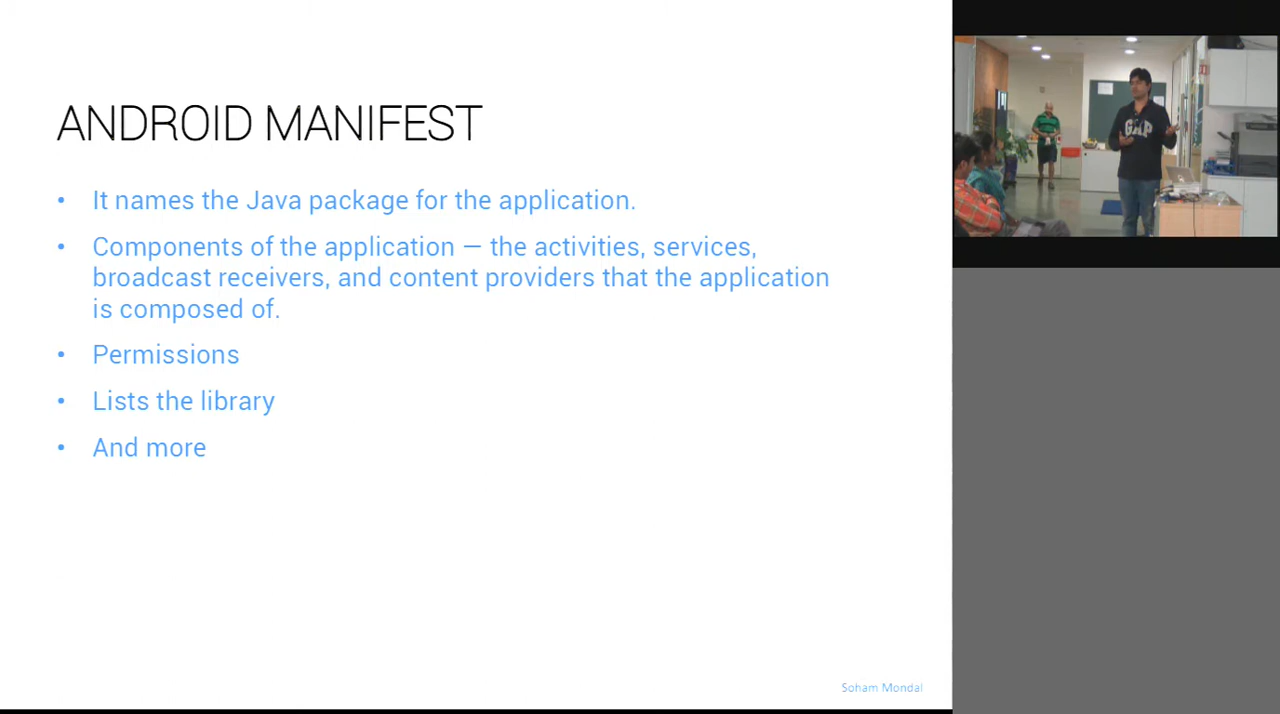 ANDROID MANIFEST
• It names the Java package for the application.
• Components of the application — the activities, services,
broadcast receivers, and content providers that the application
is composed of.
• Permissions
• Lists the library
• And more
Soham Mondal
GAP